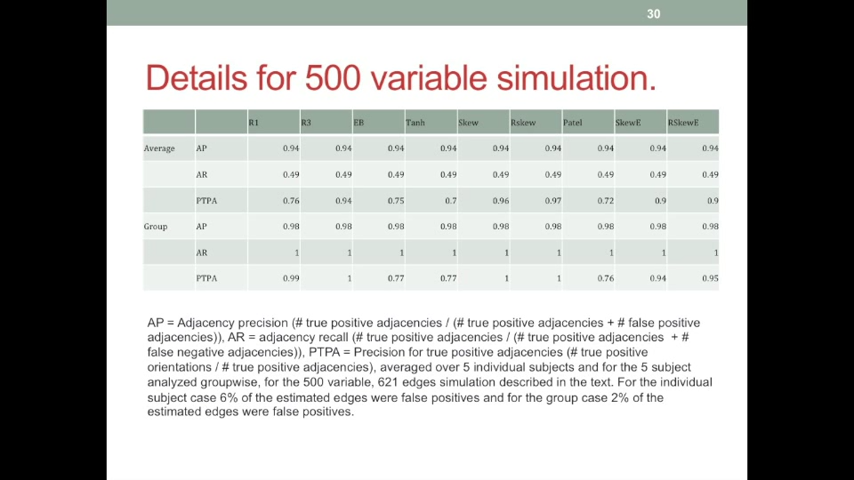 30
Details for 500 variable simulation.
R1 R3 EB Tanh Skew Rskew Patel SkewE RSkewE
Average AP 0.94 0.94 0.94 0.94 0.94 0.94 0.94 0.94 0.94
AR 0.49 0.49 0.49 0.49 0.49 0.49 0.49 0.49 0.49
PTPA 0.76 0.94 0.75 0.7 0.96 0.97 0.72 0.9 0.9
Group AP 0.98 0.98 0.98 0.98 0.98 0.98 0.98 0.98 0.98
AR 1 1 1 1 1 1 1 1 1
PTPA 0.99 1 0.77 0.77 1 1 0.76 0.94 0.95
AP = Adjacency precision (# true positive adjacencies / (# true positive adjacencies + # false positive
adjacencies)), AR = adjacency recall (# true positive adjacencies / (# true positive adjacencies + #
false negative adjacencies)), PTPA = Precision for true positive adjacencies (# true positive
orientations / # true positive adjacencies), averaged over 5 individual subjects and for the 5 subject
analyzed groupwise, for the 500 variable, 621 edges simulation described in the text. For the individual
subject case 6% of the estimated edges were false positives and for the group case 2% of the
estimated edges were false positives.